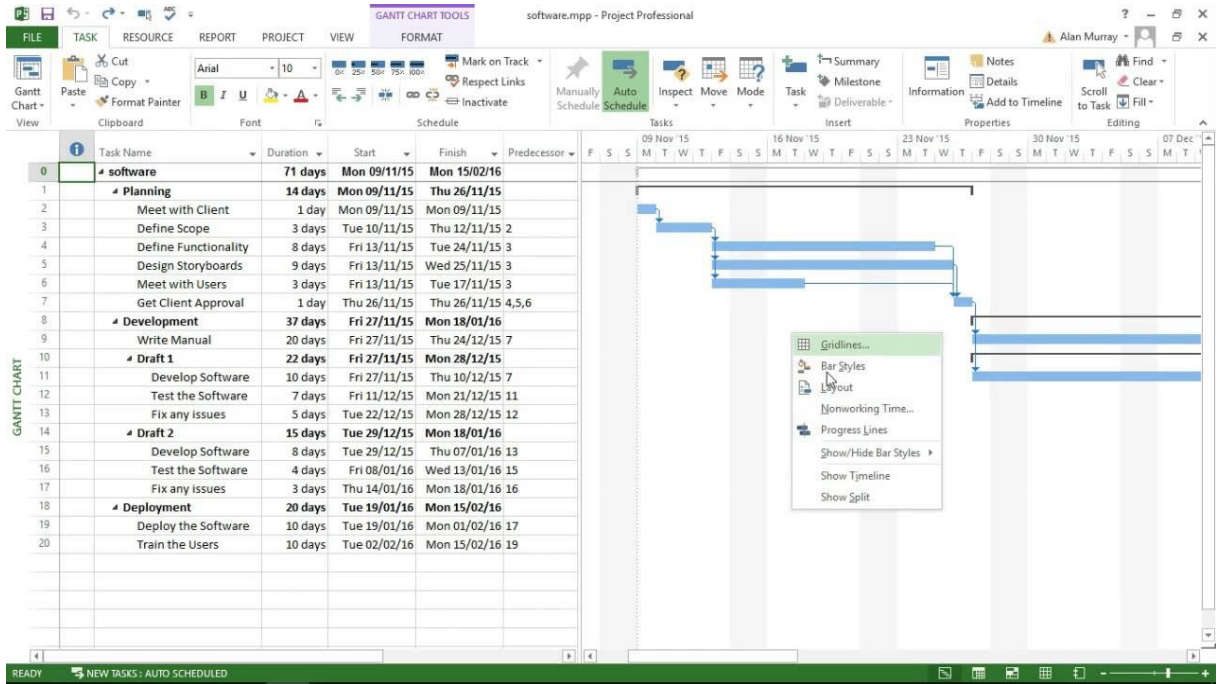 GANTT CHART TOOLS
software.mpp - Project Professional
FILE TASK RESOURCE REPORT PROJECT VIEW FORMAT Alan Murray
Gantt Chart
View
Paste
Cut
Copy
Format Painter
Clipboard
Arial 10
B I U A
Font
0% 25% 50% 75% 100%
Mark on Track
Respect Links
Inactivate
Schedule
Manually Schedule
Auto Schedule
Inspect
Move
Mode
Tasks
Task
Summary
Milestone
Deliverable
Insert
Information
Notes
Details
Add to Timeline
Properties
Scroll to Task
Find
Clear
Fill
Editing
Task Name Duration Start Finish Predecessor
09 Nov '15 16 Nov '15 23 Nov '15 30 Nov '15 07 Dec '
F S S M T W T F S S M T W T F S S M T W T F S S M T W T F S S M T
0 software 71 days Mon 09/11/15 Mon 15/02/16
1 Planning 14 days Mon 09/11/15 Thu 26/11/15
2 Meet with Client 1 day Mon 09/11/15 Mon 09/11/15
3 Define Scope 3 days Tue 10/11/15 Thu 12/11/15 2
4 Define Functionality 8 days Fri 13/11/15 Tue 24/11/15 3
5 Design Storyboards 9 days Fri 13/11/15 Wed 25/11/15 3
6 Meet with Users 3 days Fri 13/11/15 Tue 17/11/15 3
7 Get Client Approval 1 day Thu 26/11/15 Thu 26/11/15 4,5,6
8 Development 37 days Fri 27/11/15 Mon 18/01/16
9 Write Manual 20 days Fri 27/11/15 Thu 24/12/15 7
10 Draft 1 22 days Fri 27/11/15 Mon 28/12/15
11 Develop Software 10 days Fri 27/11/15 Thu 10/12/15 7
12 Test the Software 7 days Fri 11/12/15 Mon 21/12/15 11
13 Fix any issues 5 days Tue 22/12/15 Mon 28/12/15 12
14 Draft 2 15 days Tue 29/12/15 Mon 18/01/16
15 Develop Software 8 days Tue 29/12/15 Thu 07/01/16 13
16 Test the Software 4 days Fri 08/01/16 Wed 13/01/16 15
17 Fix any issues 3 days Thu 14/01/16 Mon 18/01/16 16
18 Deployment 20 days Tue 19/01/16 Mon 15/02/16
19 Deploy the Software 10 days Tue 19/01/16 Mon 01/02/16 17
20 Train the Users 10 days Tue 02/02/16 Mon 15/02/16 19
GANTT CHART
Gridlines...
Bar Styles
Layout
Nonworking Time...
Progress Lines
Show/Hide Bar Styles
Show Timeline
Show Split
READY NEW TASKS : AUTO SCHEDULED